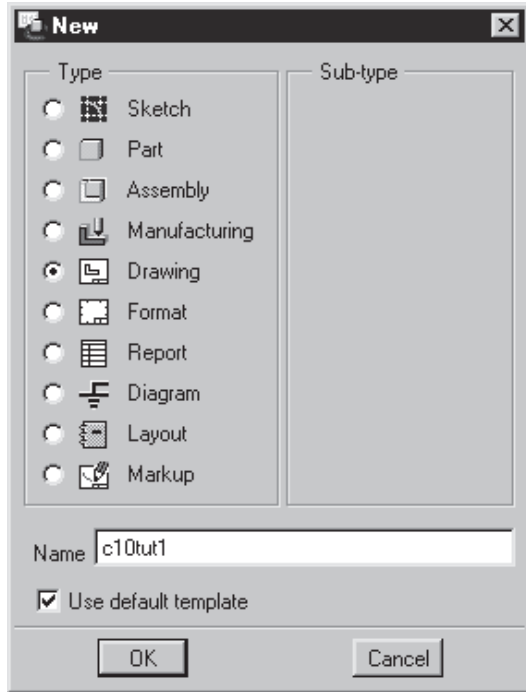 New
Type
Sub-type
Sketch
Part
Assembly
Manufacturing
Drawing
Format
Report
Diagram
Layout
Markup
Name c10tut1
Use default template
OK Cancel